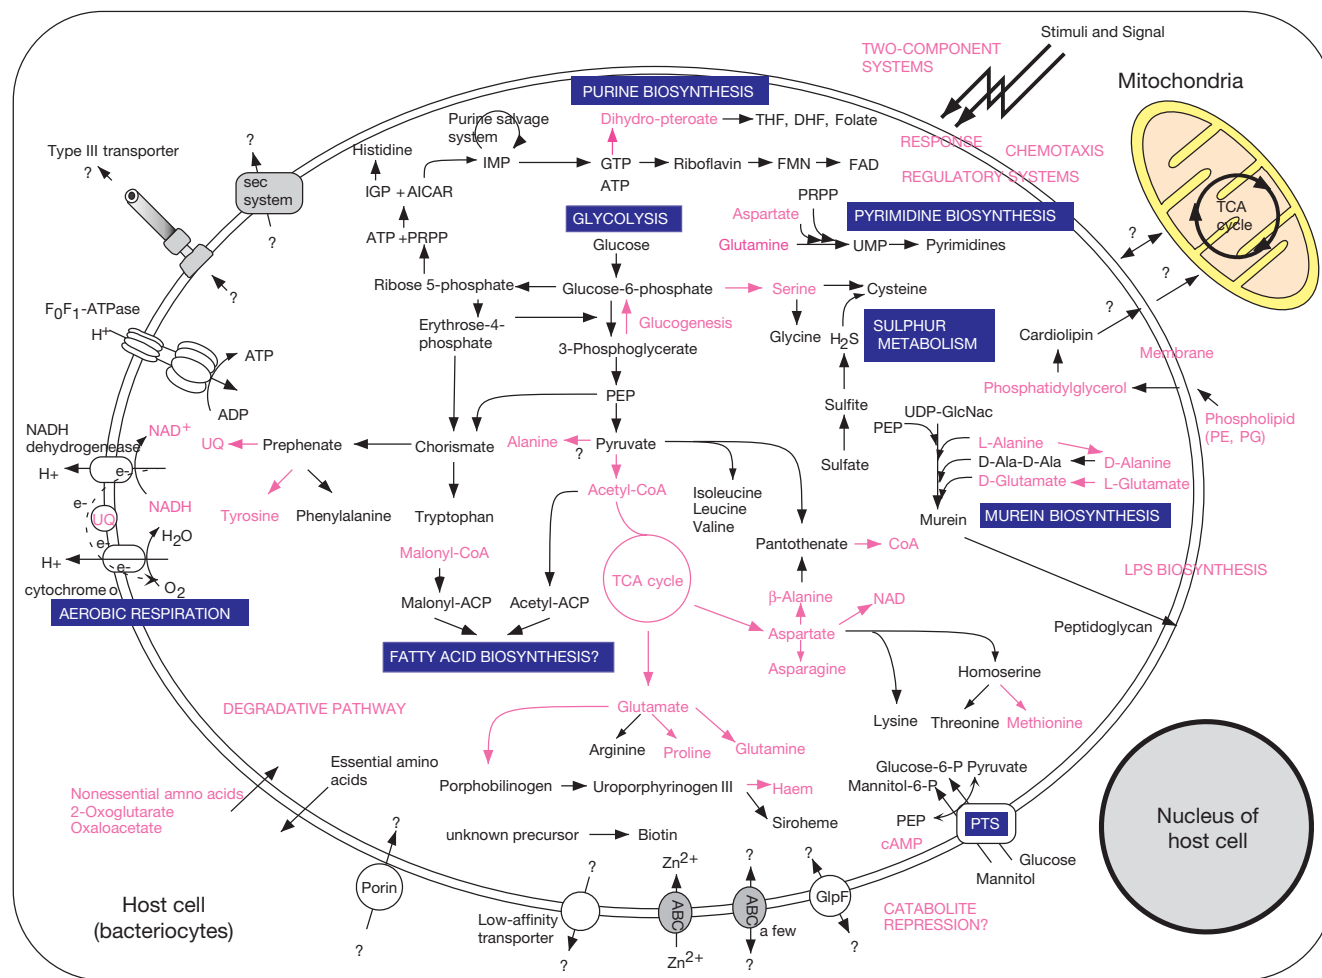 Stimuli and Signal
TWO-COMPONENT
SYSTEMS
Mitochondria
TCA
cycle
PURINE BIOSYNTHESIS
Purine salvage
system
Dihydro-pteroate
THF, DHF, Folate
RESPONSE
CHEMOTAXIS
REGULATORY SYSTEMS
Type III transporter
?
?
sec
system
?
?
Histidine
IMP
GTP
ATP
Riboflavin
FMN
FAD
IGP + AICAR
ATP +PRPP
PRPP
Aspartate
Glutamine
PYRIMIDINE BIOSYNTHESIS
UMP
Pyrimidines
GLYCOLYSIS
Glucose
Ribose 5-phosphate
Glucose-6-phosphate
Serine
Cysteine
?
?
?
F0F1-ATPase
H+
ATP
ADP
Erythrose-4-
phosphate
Glucogenesis
Glycine
H2S
SULPHUR
METABOLISM
Cardiolipin
3-Phosphoglycerate
Membrane
Phosphatidylglycerol
Phospholipid
(PE, PG)
PEP
Sulfite
Sulfate
UDP-GlcNac
PEP
L-Alanine
D-Ala-D-Ala
D-Alanine
D-Glutamate
L-Glutamate
Murein
MUREIN BIOSYNTHESIS
NADH
dehydrogenease
NAD+
UQ
Prephenate
Chorismate
Alanine
?
Pyruvate
H+
e-
NADH
Tyrosine
Phenylalanine
Tryptophan
Acetyl-CoA
Isoleucine
Leucine
Valine
e-
UQ
e-
H2O
H+
e-
cytochrome o
O2
AEROBIC RESPIRATION
Malonyl-CoA
Malonyl-ACP
Acetyl-ACP
FATTY ACID BIOSYNTHESIS?
TCA cycle
Pantothenate
CoA
β-Alanine
NAD
Aspartate
Asparagine
LPS BIOSYNTHESIS
Peptidoglycan
Homoserine
Lysine
Threonine
Methionine
DEGRADATIVE PATHWAY
Glutamate
Arginine
Proline
Glutamine
Essential amino
acids
Nonessential amno acids
2-Oxoglutarate
Oxaloacetate
Porphobilinogen
Uroporphyrinogen III
Haem
Siroheme
unknown precursor
Biotin
Glucose-6-P Pyruvate
Mannitol-6-P
PEP
PTS
cAMP
Glucose
Mannitol
Nucleus of
host cell
?
Porin
?
?
Low-affinity
transporter
?
Zn2+
ABC
Zn2+
?
ABC
a few
?
?
GlpF
?
CATABOLITE
REPRESSION?
Host cell
(bacteriocytes)